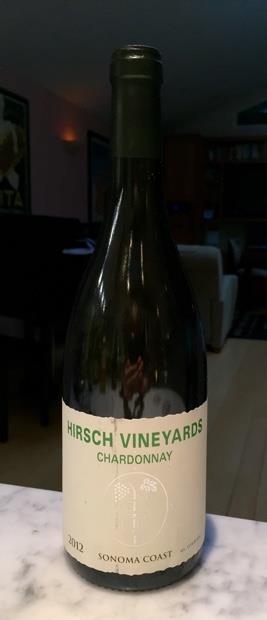 HIRSCH VINEYARDS
CHARDONNAY
2012
SONOMA COAST